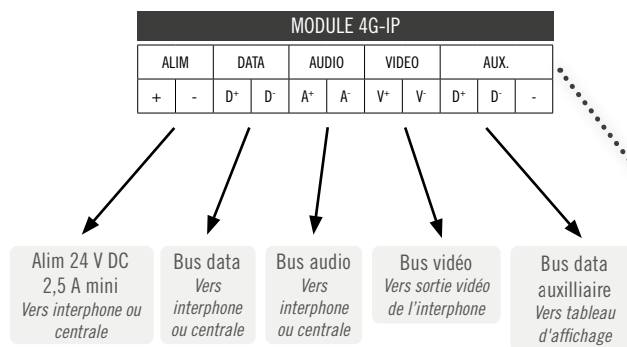 MODULE 4G-IP
ALIM DATA AUDIO VIDEO AUX.
+ - D+ D- A+ A- V+ V- D+ D- -
Alim 24 V DC
2,5 A mini
Vers interphone ou
centrale
Bus data
Vers
interphone
ou centrale
Bus audio
Vers
interphone
ou centrale
Bus vidéo
Vers sortie vidéo
de l'interphone
Bus data
auxilliaire
Vers tableau
d'affichage